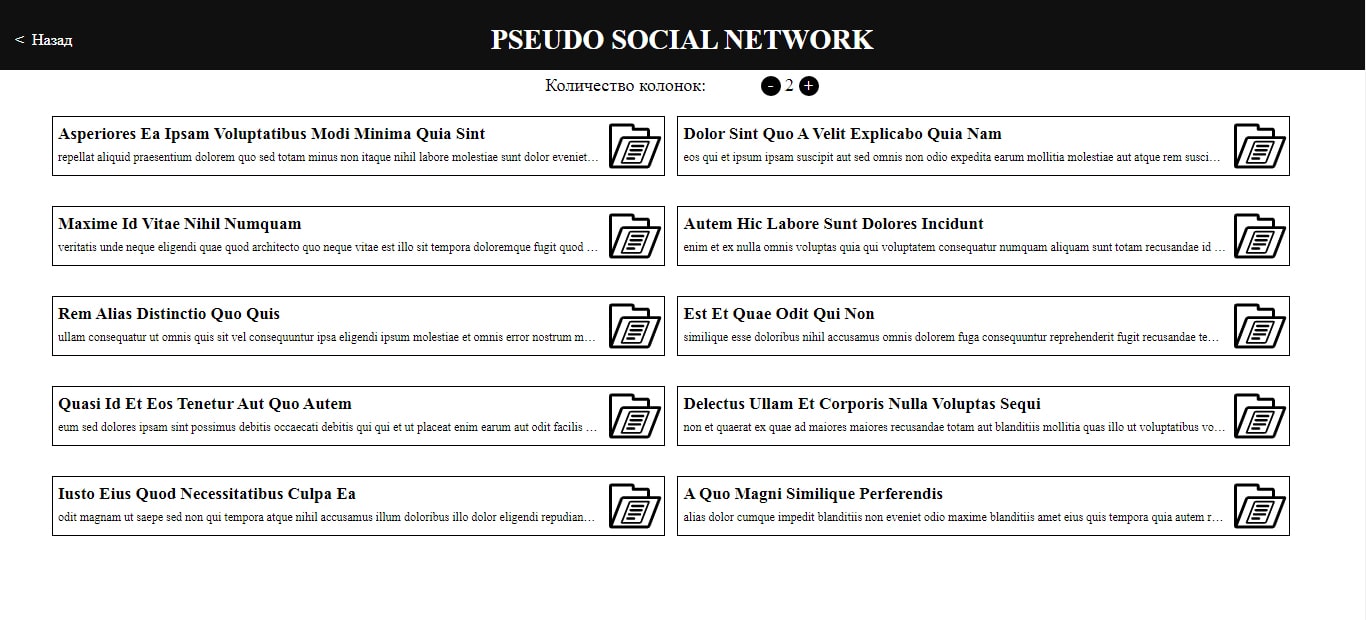 < Назад
PSEUDO SOCIAL NETWORK
Количество колонок: - 2 +
Asperiores Ea Ipsam Voluptatibus Modi Minima Quia Sint
repellat aliquid praesentium dolorem quo sed totam minus non itaque nihil labore molestiae sunt dolor eveniet…
Dolor Sint Quo A Velit Explicabo Quia Nam
eos qui et ipsum ipsam suscipit aut sed omnis non odio expedita earum mollitia molestiae aut atque rem susci…
Maxime Id Vitae Nihil Numquam
veritatis unde neque eligendi quae quod architecto quo neque vitae est illo sit tempora doloremque fugit quod …
Autem Hic Labore Sunt Dolores Incidunt
enim et ex nulla omnis voluptas quia qui voluptatem consequatur numquam aliquam sunt totam recusandae id …
Rem Alias Distinctio Quo Quis
ullam consequatur ut omnis quis sit vel consequuntur ipsa eligendi ipsum molestiae et omnis error nostrum m…
Est Et Quae Odit Qui Non
similique esse doloribus nihil accusamus omnis dolorem fuga consequuntur reprehenderit fugit recusandae te…
Quasi Id Et Eos Tenetur Aut Quo Autem
eum sed dolores ipsam sint possimus debitis occaecati debitis qui qui et ut placeat enim earum aut odit facilis …
Delectus Ullam Et Corporis Nulla Voluptas Sequi
non et quaerat ex quae ad maiores maiores recusandae totam aut blanditiis mollitia quas illo ut voluptatibus vo…
Iusto Eius Quod Necessitatibus Culpa Ea
odit magnam ut saepe sed non qui tempora atque nihil accusamus illum doloribus illo dolor eligendi repudian…
A Quo Magni Similique Perferendis
alias dolor cumque impedit blanditiis non eveniet odio maxime blanditiis amet eius quis tempora quia autem r…